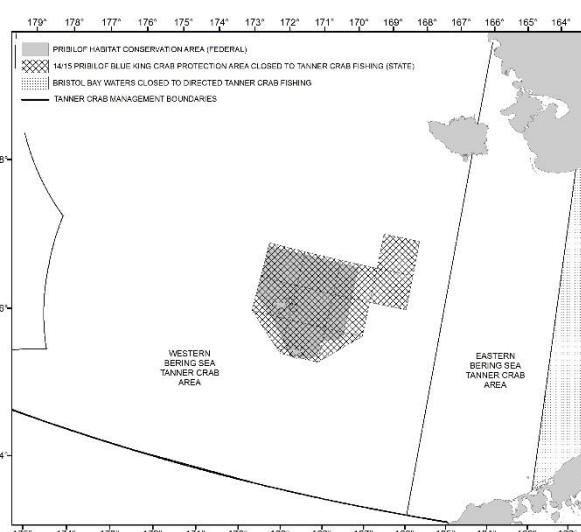 179° 178° 177° 176° 175° 174° 173° 172° 171° 170° 169° 168° 167° 166° 165° 164°
PRIBILOF HABITAT CONSERVATION AREA (FEDERAL)
14/15 PRIBILOF BLUE KING CRAB PROTECTION AREA CLOSED TO TANNER CRAB FISHING (STATE)
BRISTOL BAY WATERS CLOSED TO DIRECTED TANNER CRAB FISHING
TANNER CRAB MANAGEMENT BOUNDARIES
8°
6°
WESTERN
BERING SEA
TANNER CRAB
AREA
EASTERN
BERING SEA
TANNER CRAB
AREA
4°